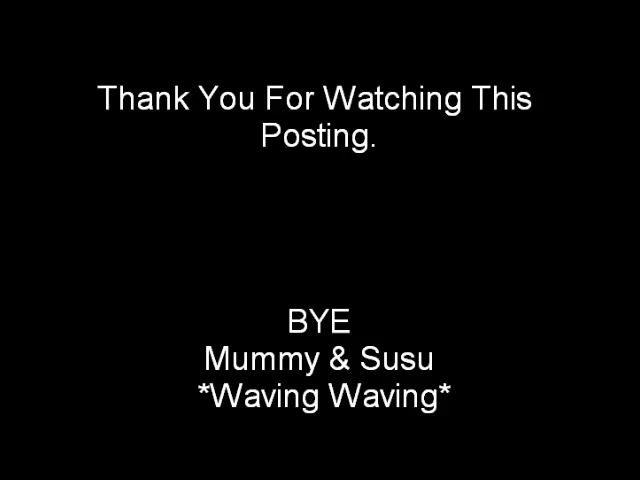 Thank You For Watching This
Posting.
BYE
Mummy & Susu
*Waving Waving*